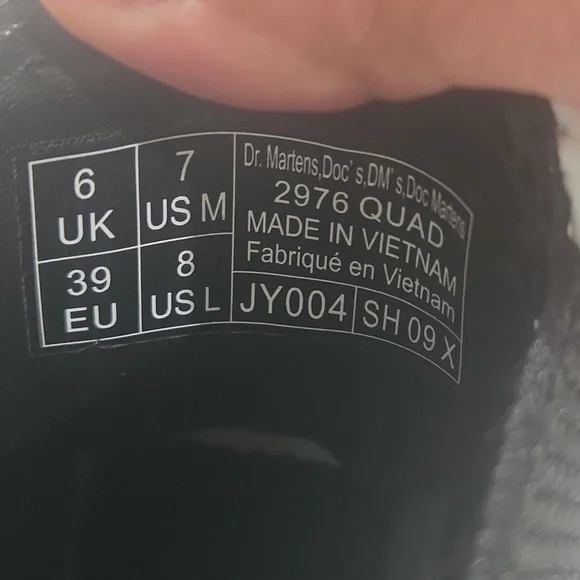 6
UK
7
US M
39
EU
8
US L
Dr. Martens,Doc's,DM's,Doc Martens
2976 QUAD
MADE IN VIETNAM
Fabriqué en Vietnam
JY004
SH 09 X